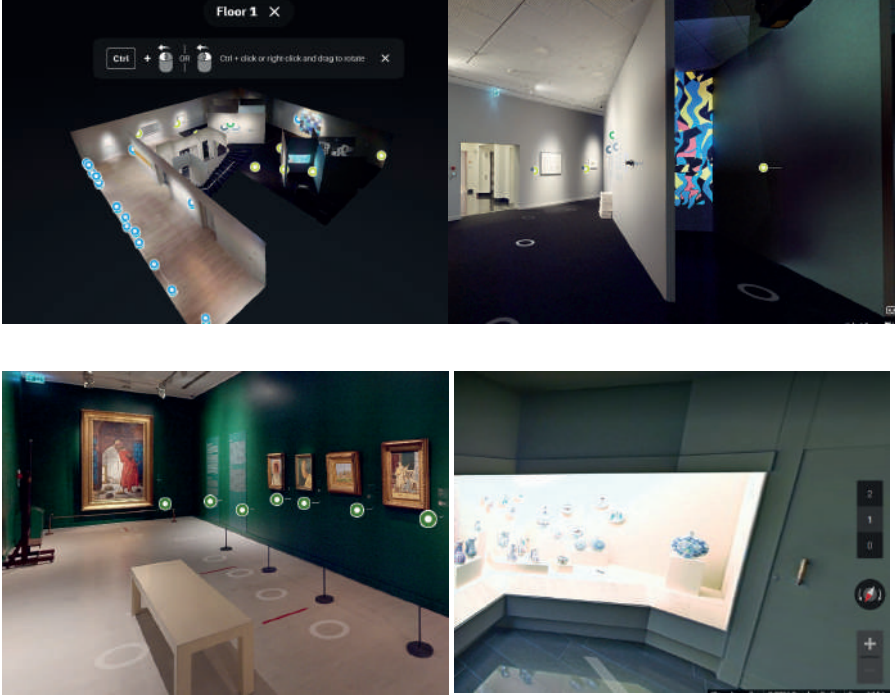 Floor 1 X
Ctrl + OR Ctrl + click or right-click and drag to rotate X
2
1
0
+